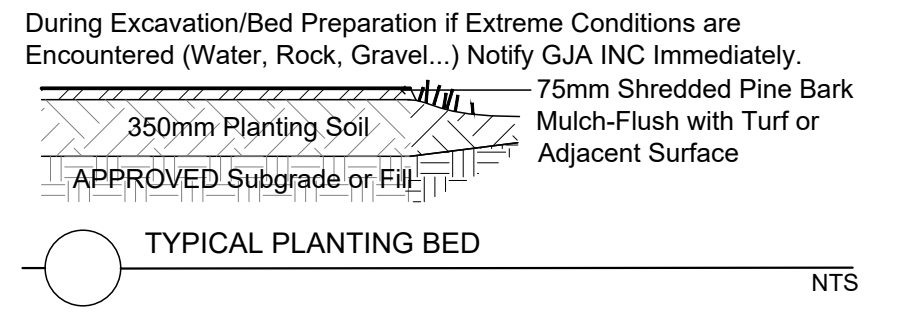 During Excavation/Bed Preparation if Extreme Conditions are
Encountered (Water, Rock, Gravel...) Notify GJA INC Immediately.
75mm Shredded Pine Bark
Mulch-Flush with Turf or
Adjacent Surface
350mm Planting Soil
APPROVED Subgrade or Fill
TYPICAL PLANTING BED
NTS